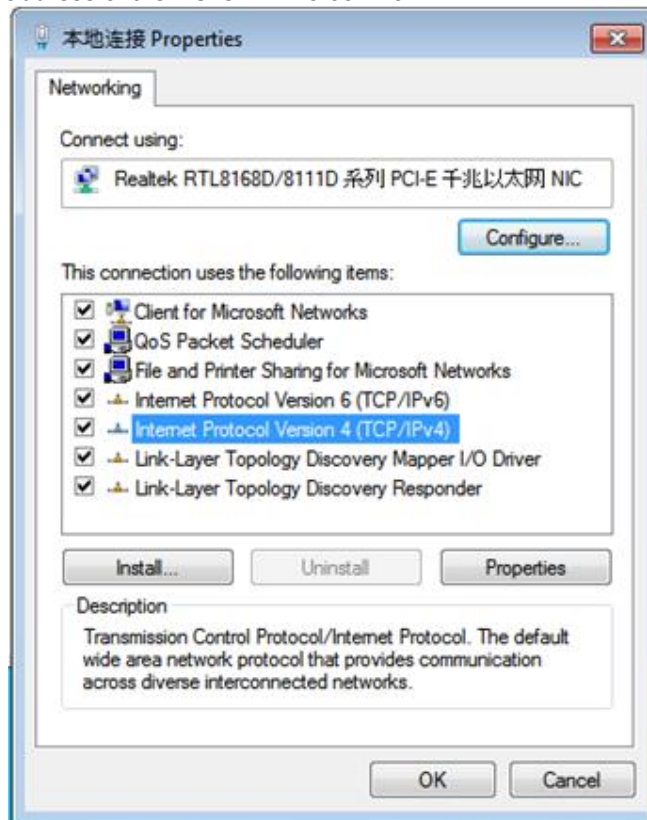 本地连接 Properties
Networking
Connect using:
Realtek RTL8168D/8111D 系列 PCI-E 千兆以太网 NIC
Configure...
This connection uses the following items:
Client for Microsoft Networks
QoS Packet Scheduler
File and Printer Sharing for Microsoft Networks
Internet Protocol Version 6 (TCP/IPv6)
Internet Protocol Version 4 (TCP/IPv4)
Link-Layer Topology Discovery Mapper I/O Driver
Link-Layer Topology Discovery Responder
Install... Uninstall Properties
Description
Transmission Control Protocol/Internet Protocol. The default
wide area network protocol that provides communication
across diverse interconnected networks.
OK Cancel